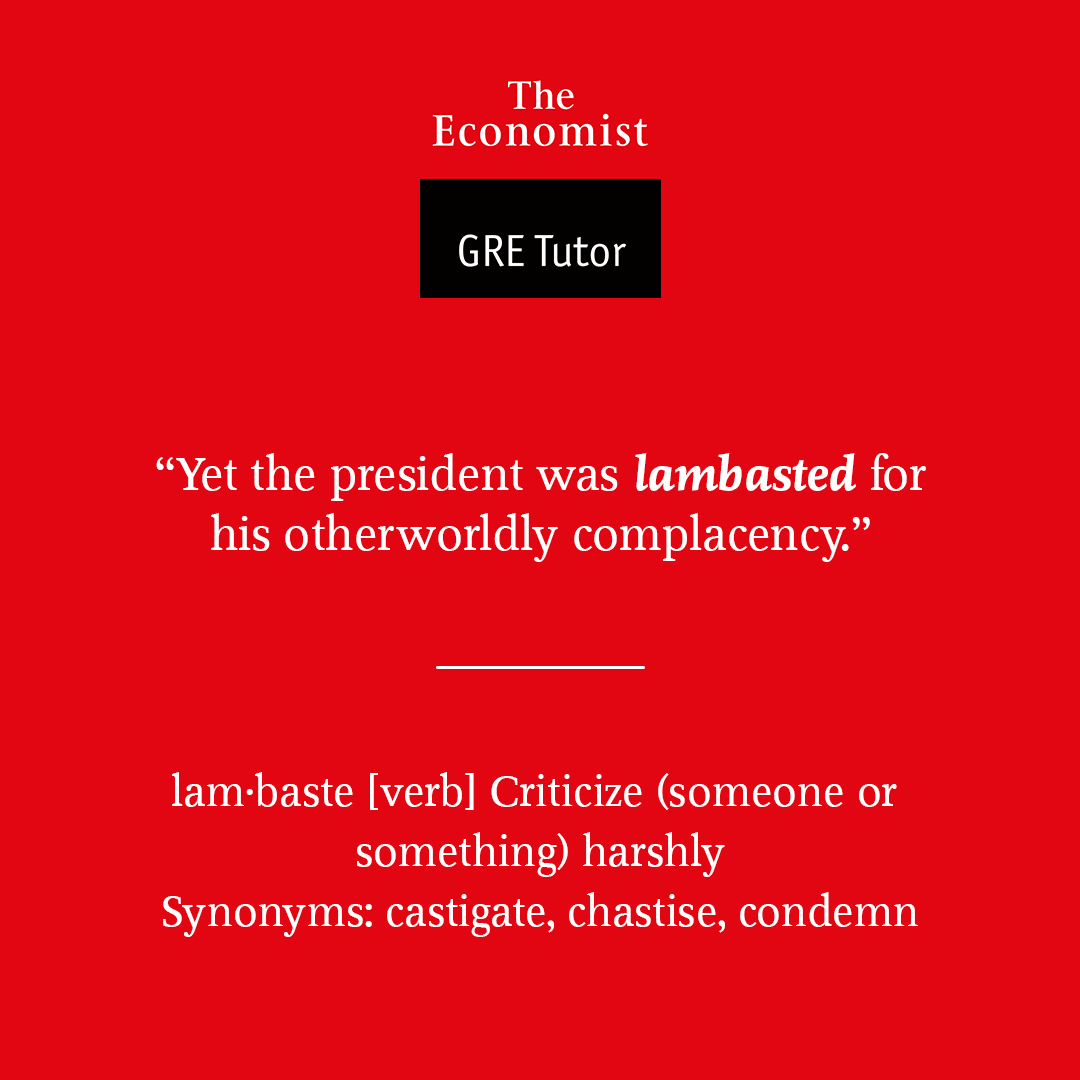 The
Economist
GRE Tutor
“Yet the president was lambasted for
his otherworldly complacency.”
lam·baste [verb] Criticize (someone or
something) harshly
Synonyms: castigate, chastise, condemn